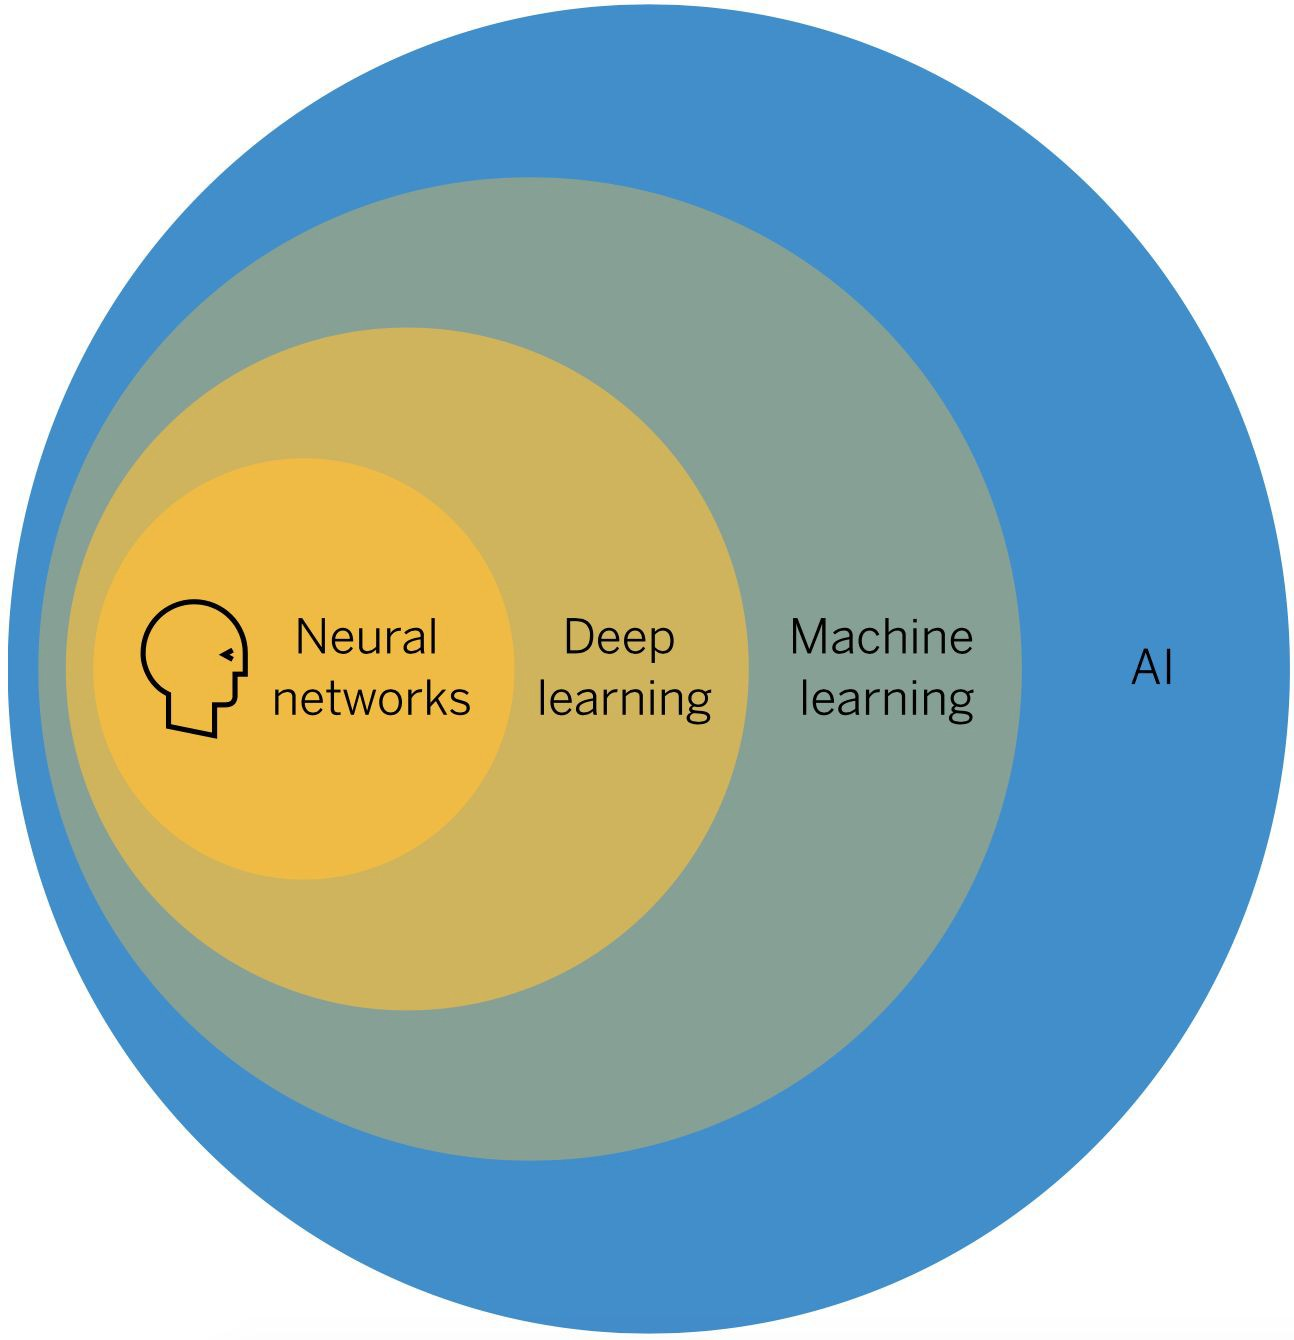 Neural
networks
Deep
learning
Machine
learning
AI